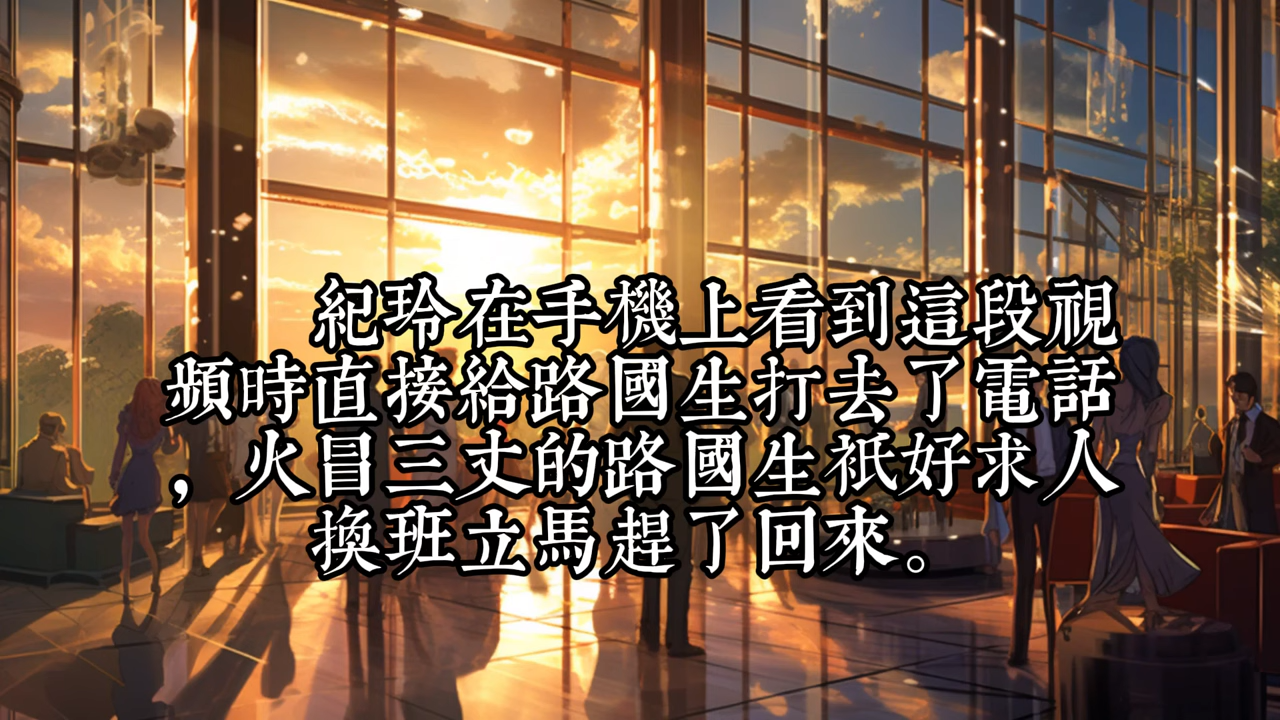 紀玲在手機上看到這段視
頻時直接給路國生打去了電話
，火冒三丈的路國生祇好求人
換班立馬趕了回來。